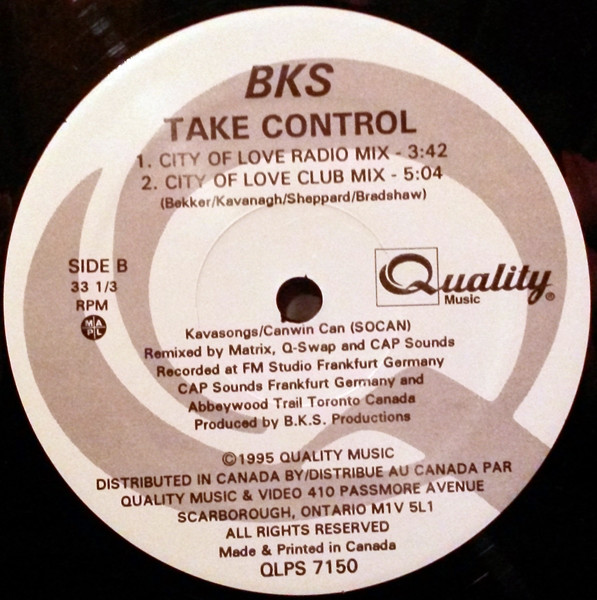 BKS
TAKE CONTROL
1. CITY OF LOVE RADIO MIX - 3:42
2. CITY OF LOVE CLUB MIX - 5:04
(Bekker/Kavanagh/Sheppard/Bradshaw)
SIDE B
33 1/3
RPM
MAPL
Quality®
Music
Kavasongs/Canwin Can (SOCAN)
Remixed by Matrix, Q-Swap and CAP Sounds
Recorded at FM Studio Frankfurt Germany
CAP Sounds Frankfurt Germany and
Abbeywood Trail Toronto Canada
Produced by B.K.S. Productions
©1995 QUALITY MUSIC
DISTRIBUTED IN CANADA BY/DISTRIBUE AU CANADA PAR
QUALITY MUSIC & VIDEO 410 PASSMORE AVENUE
SCARBOROUGH, ONTARIO M1V 5L1
ALL RIGHTS RESERVED
Made & Printed in Canada
QLPS 7150